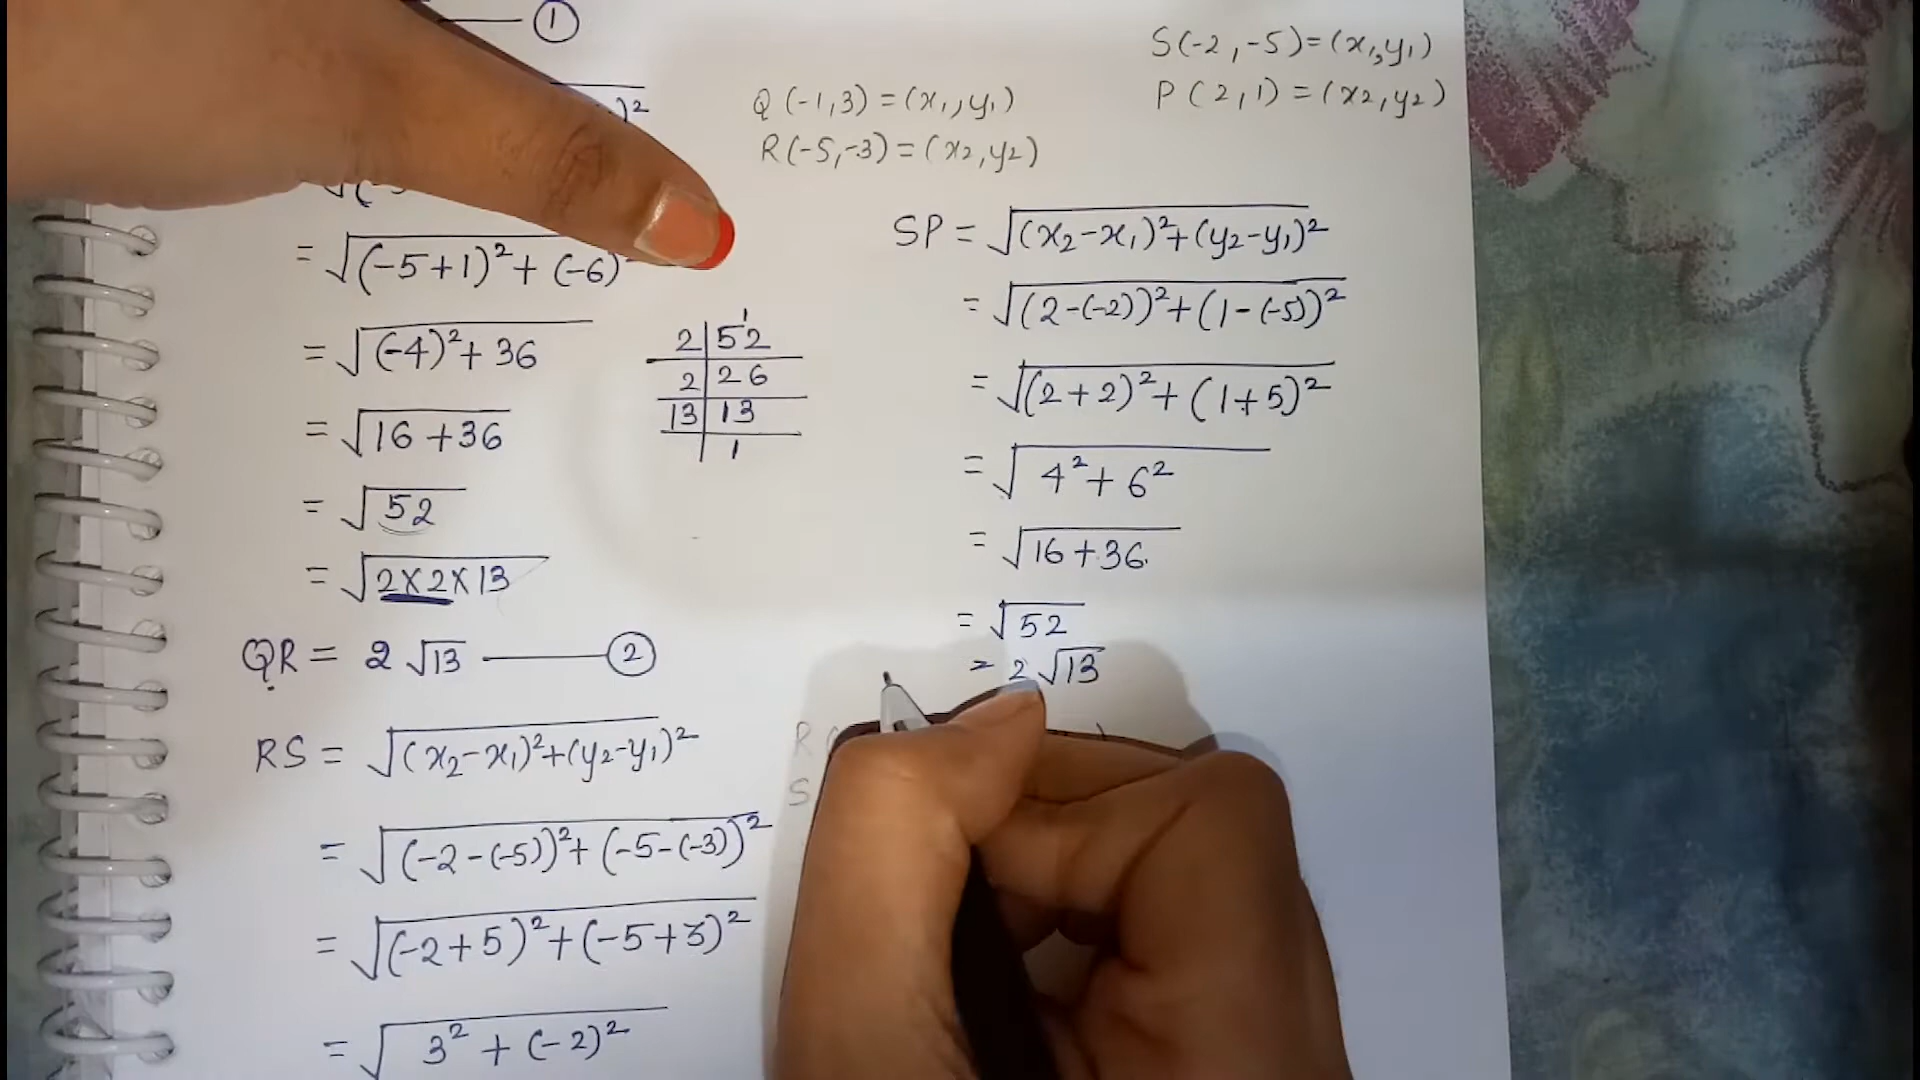 ①
)²
Q (-1,3) = (x₁,y₁)
R(-5,-3) = (x₂,y₂)
= √(-5+1)² + (-6)
= √(-4)² + 36
= √16 + 36
= √52
= √2×2×13
QR = 2 √13 ②
2 | 5¹2
2 | 26
13 | 13
1
RS = √(x₂-x₁)²+(y₂-y₁)²
= √(-2-(-5))²+(-5-(-3))²
= √(-2+5)²+(-5+3)²
= √3² + (-2)²
S(-2,-5)=(x₁,y₁)
P(2,1) = (x₂,y₂)
SP = √(x₂-x₁)²+(y₂-y₁)²
= √(2-(-2))²+(1-(-5))²
= √(2+2)²+(1+5)²
= √4²+6²
= √16+36
= √52
= 2√13
R (
S